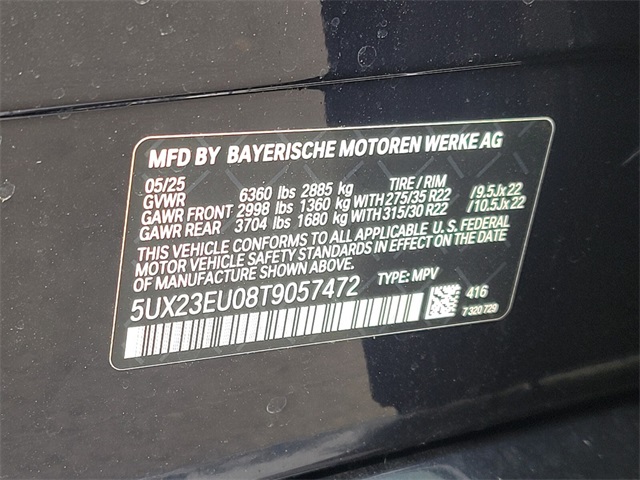 MFD BY BAYERISCHE MOTOREN WERKE AG
05/25 TIRE / RIM
GVWR 6360 lbs 2885 kg
GAWR FRONT 2998 lbs 1360 kg WITH 275/35 R22 /9.5Jx22
GAWR REAR 3704 lbs 1680 kg WITH 315/30 R22 /10.5Jx22
THIS VEHICLE CONFORMS TO ALL APPLICABLE U. S. FEDERAL
MOTOR VEHICLE SAFETY STANDARDS IN EFFECT ON THE DATE
OF MANUFACTURE SHOWN ABOVE.
5UX23EU08T9057472 TYPE: MPV
416
7 320 729